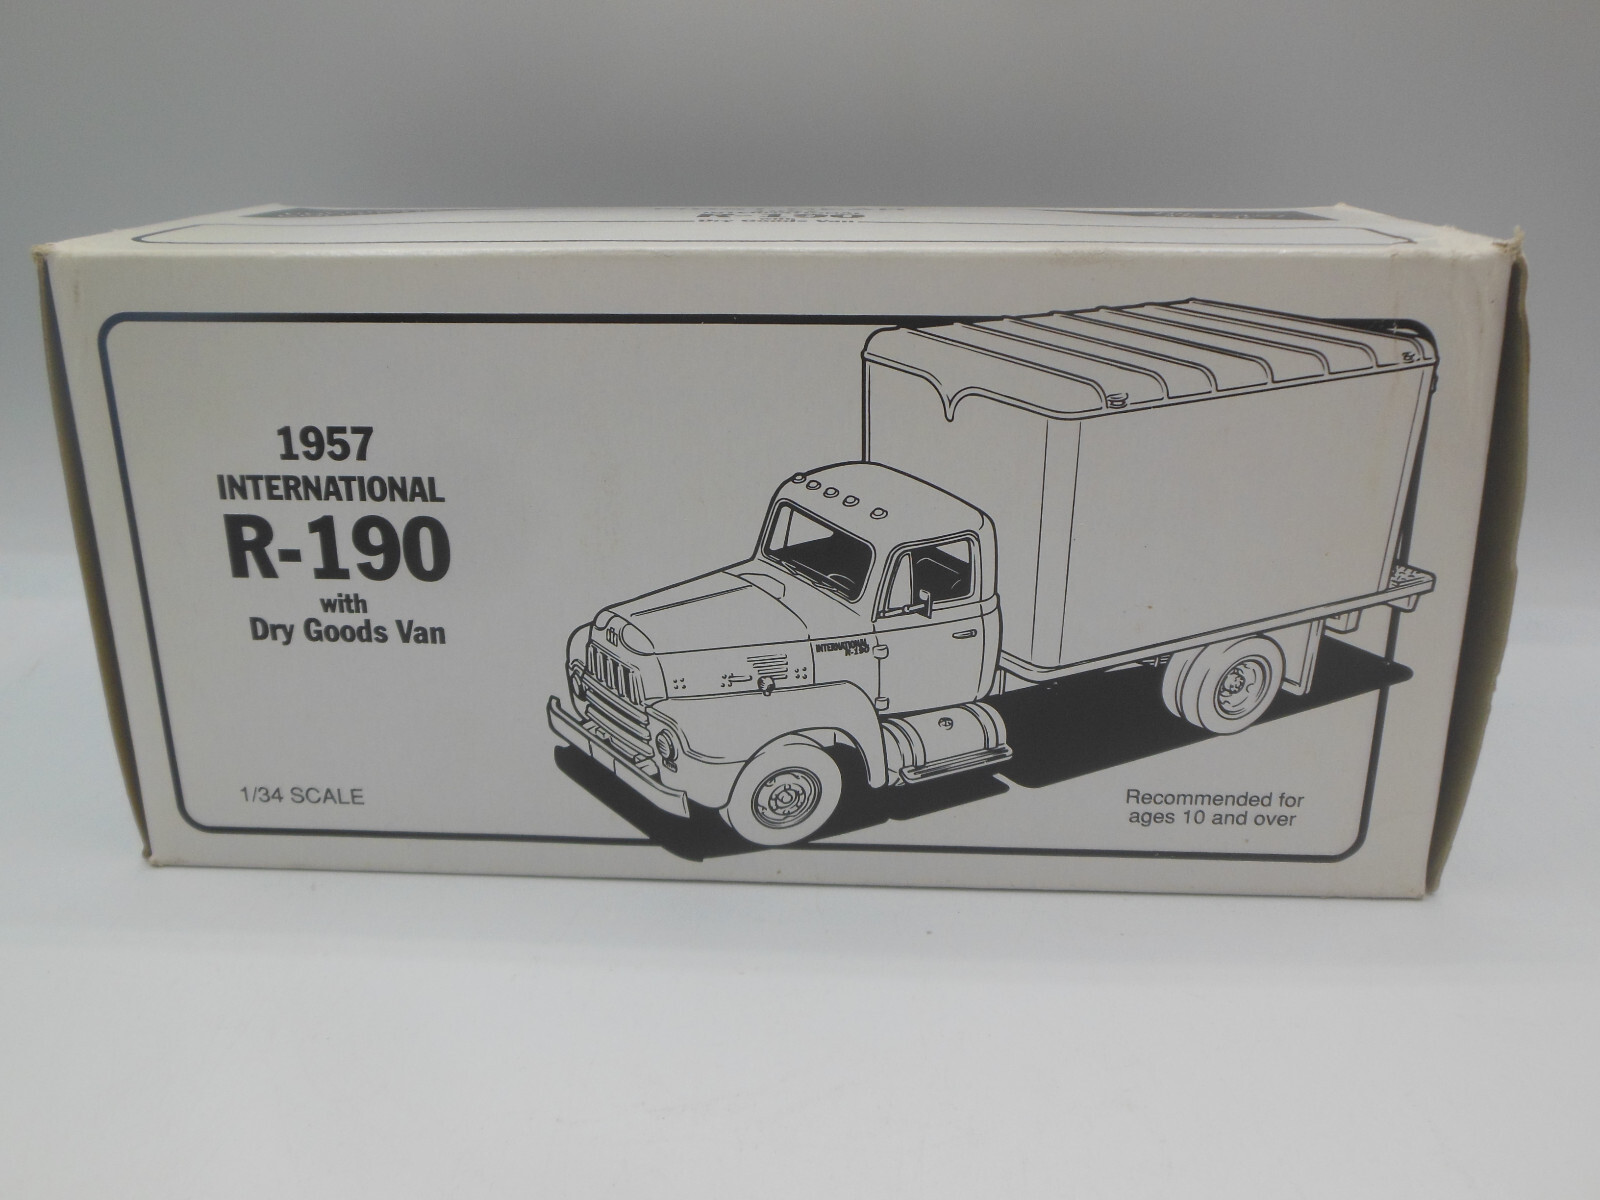 1957
INTERNATIONAL
R-190
with
Dry Goods Van
INTERNATIONAL
R-190
1/34 SCALE
Recommended for
ages 10 and over